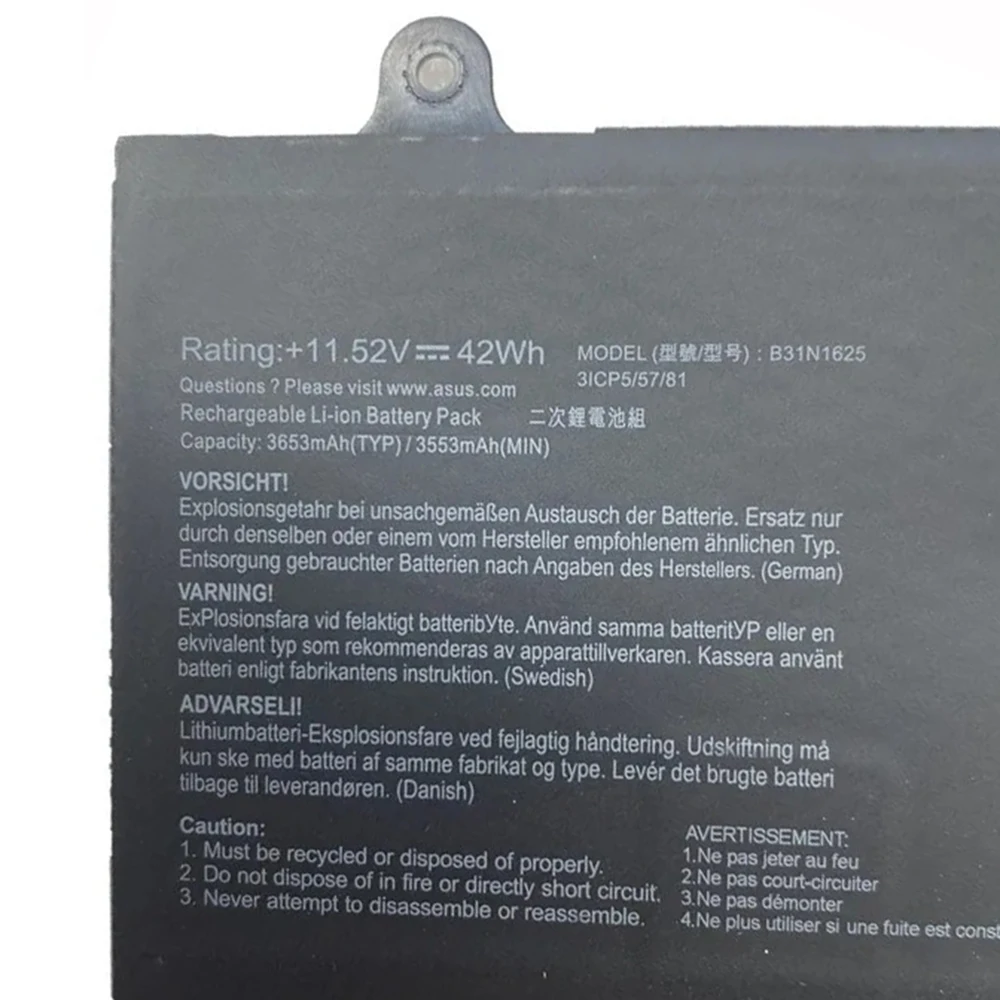 Rating:+11.52V⎓42Wh
MODEL (型號/型号) : B31N1625
3ICP5/57/81
Questions ? Please visit www.asus.com
Rechargeable Li-ion Battery Pack 二次鋰電池組
Capacity: 3653mAh(TYP) / 3553mAh(MIN)
VORSICHT!
Explosionsgetahr bei unsachgemäßen Austausch der Batterie. Ersatz nur
durch denselben oder einem vom Hersteller empfohlenem ähnlichen Typ.
Entsorgung gebrauchter Batterien nach Angaben des Herstellers. (German)
VARNING!
ExPlosionsfara vid felaktigt batteribУte. Använd samma batteritУP eller en
ekvivalent typ som rekommenderas av apparattillverkaren. Kassera använt
batteri enligt fabrikantens instruktion. (Swedish)
ADVARSELI!
Lithiumbatteri-Eksplosionsfare ved fejlagtig håndtering. Udskiftning må
kun ske med batteri af samme fabrikat og type. Levér det brugte batteri
tilbage til leverandøren. (Danish)
Caution:
1. Must be recycled or disposed of properly.
2. Do not dispose of in fire or directly short circuit.
3. Never attempt to disassemble or reassemble.
AVERTISSEMENT:
1.Ne pas jeter au feu
2.Ne pas court-circuiter
3.Ne pas démonter
4.Ne plus utiliser si une fuite est const